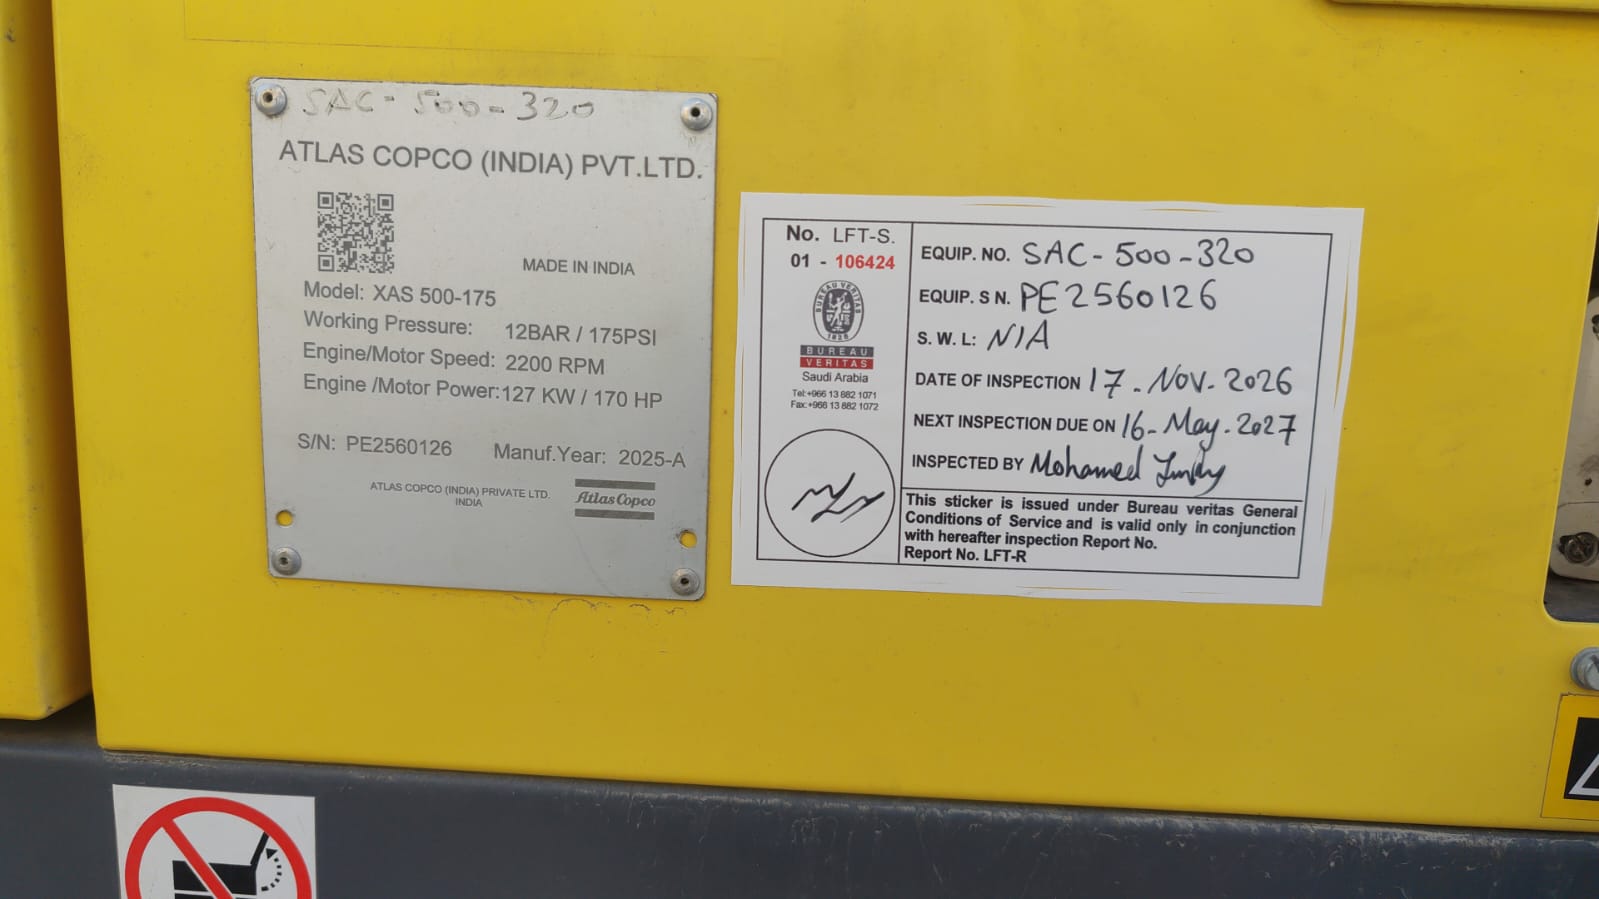 SAC-500-320
ATLAS COPCO (INDIA) PVT.LTD.
MADE IN INDIA
Model: XAS 500-175
Working Pressure: 12BAR / 175PSI
Engine/Motor Speed: 2200 RPM
Engine /Motor Power:127 KW / 170 HP
S/N: PE2560126 Manuf.Year: 2025-A
ATLAS COPCO (INDIA) PRIVATE LTD.
INDIA
Atlas Copco
No. LFT-S.
01 - 106424
BUREAU VERITAS
1828
BUREAU
VERITAS
Saudi Arabia
Tel:+966 13 882 1071
Fax:+966 13 882 1072
EQUIP. NO. SAC-500-320
EQUIP. S N. PE2560126
S. W. L: N/A
DATE OF INSPECTION 17-Nov-2026
NEXT INSPECTION DUE ON 16-May-2027
INSPECTED BY Mohamed
This sticker is issued under Bureau veritas General
Conditions of Service and is valid only in conjunction
with hereafter inspection Report No.
Report No. LFT-R